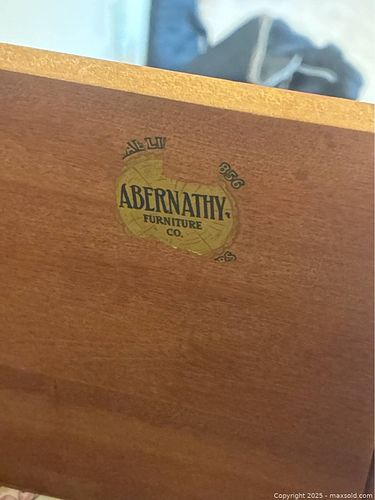 856
ABERNATHY
FURNITURE
CO.
Copyright © 2025 - maxsold.com